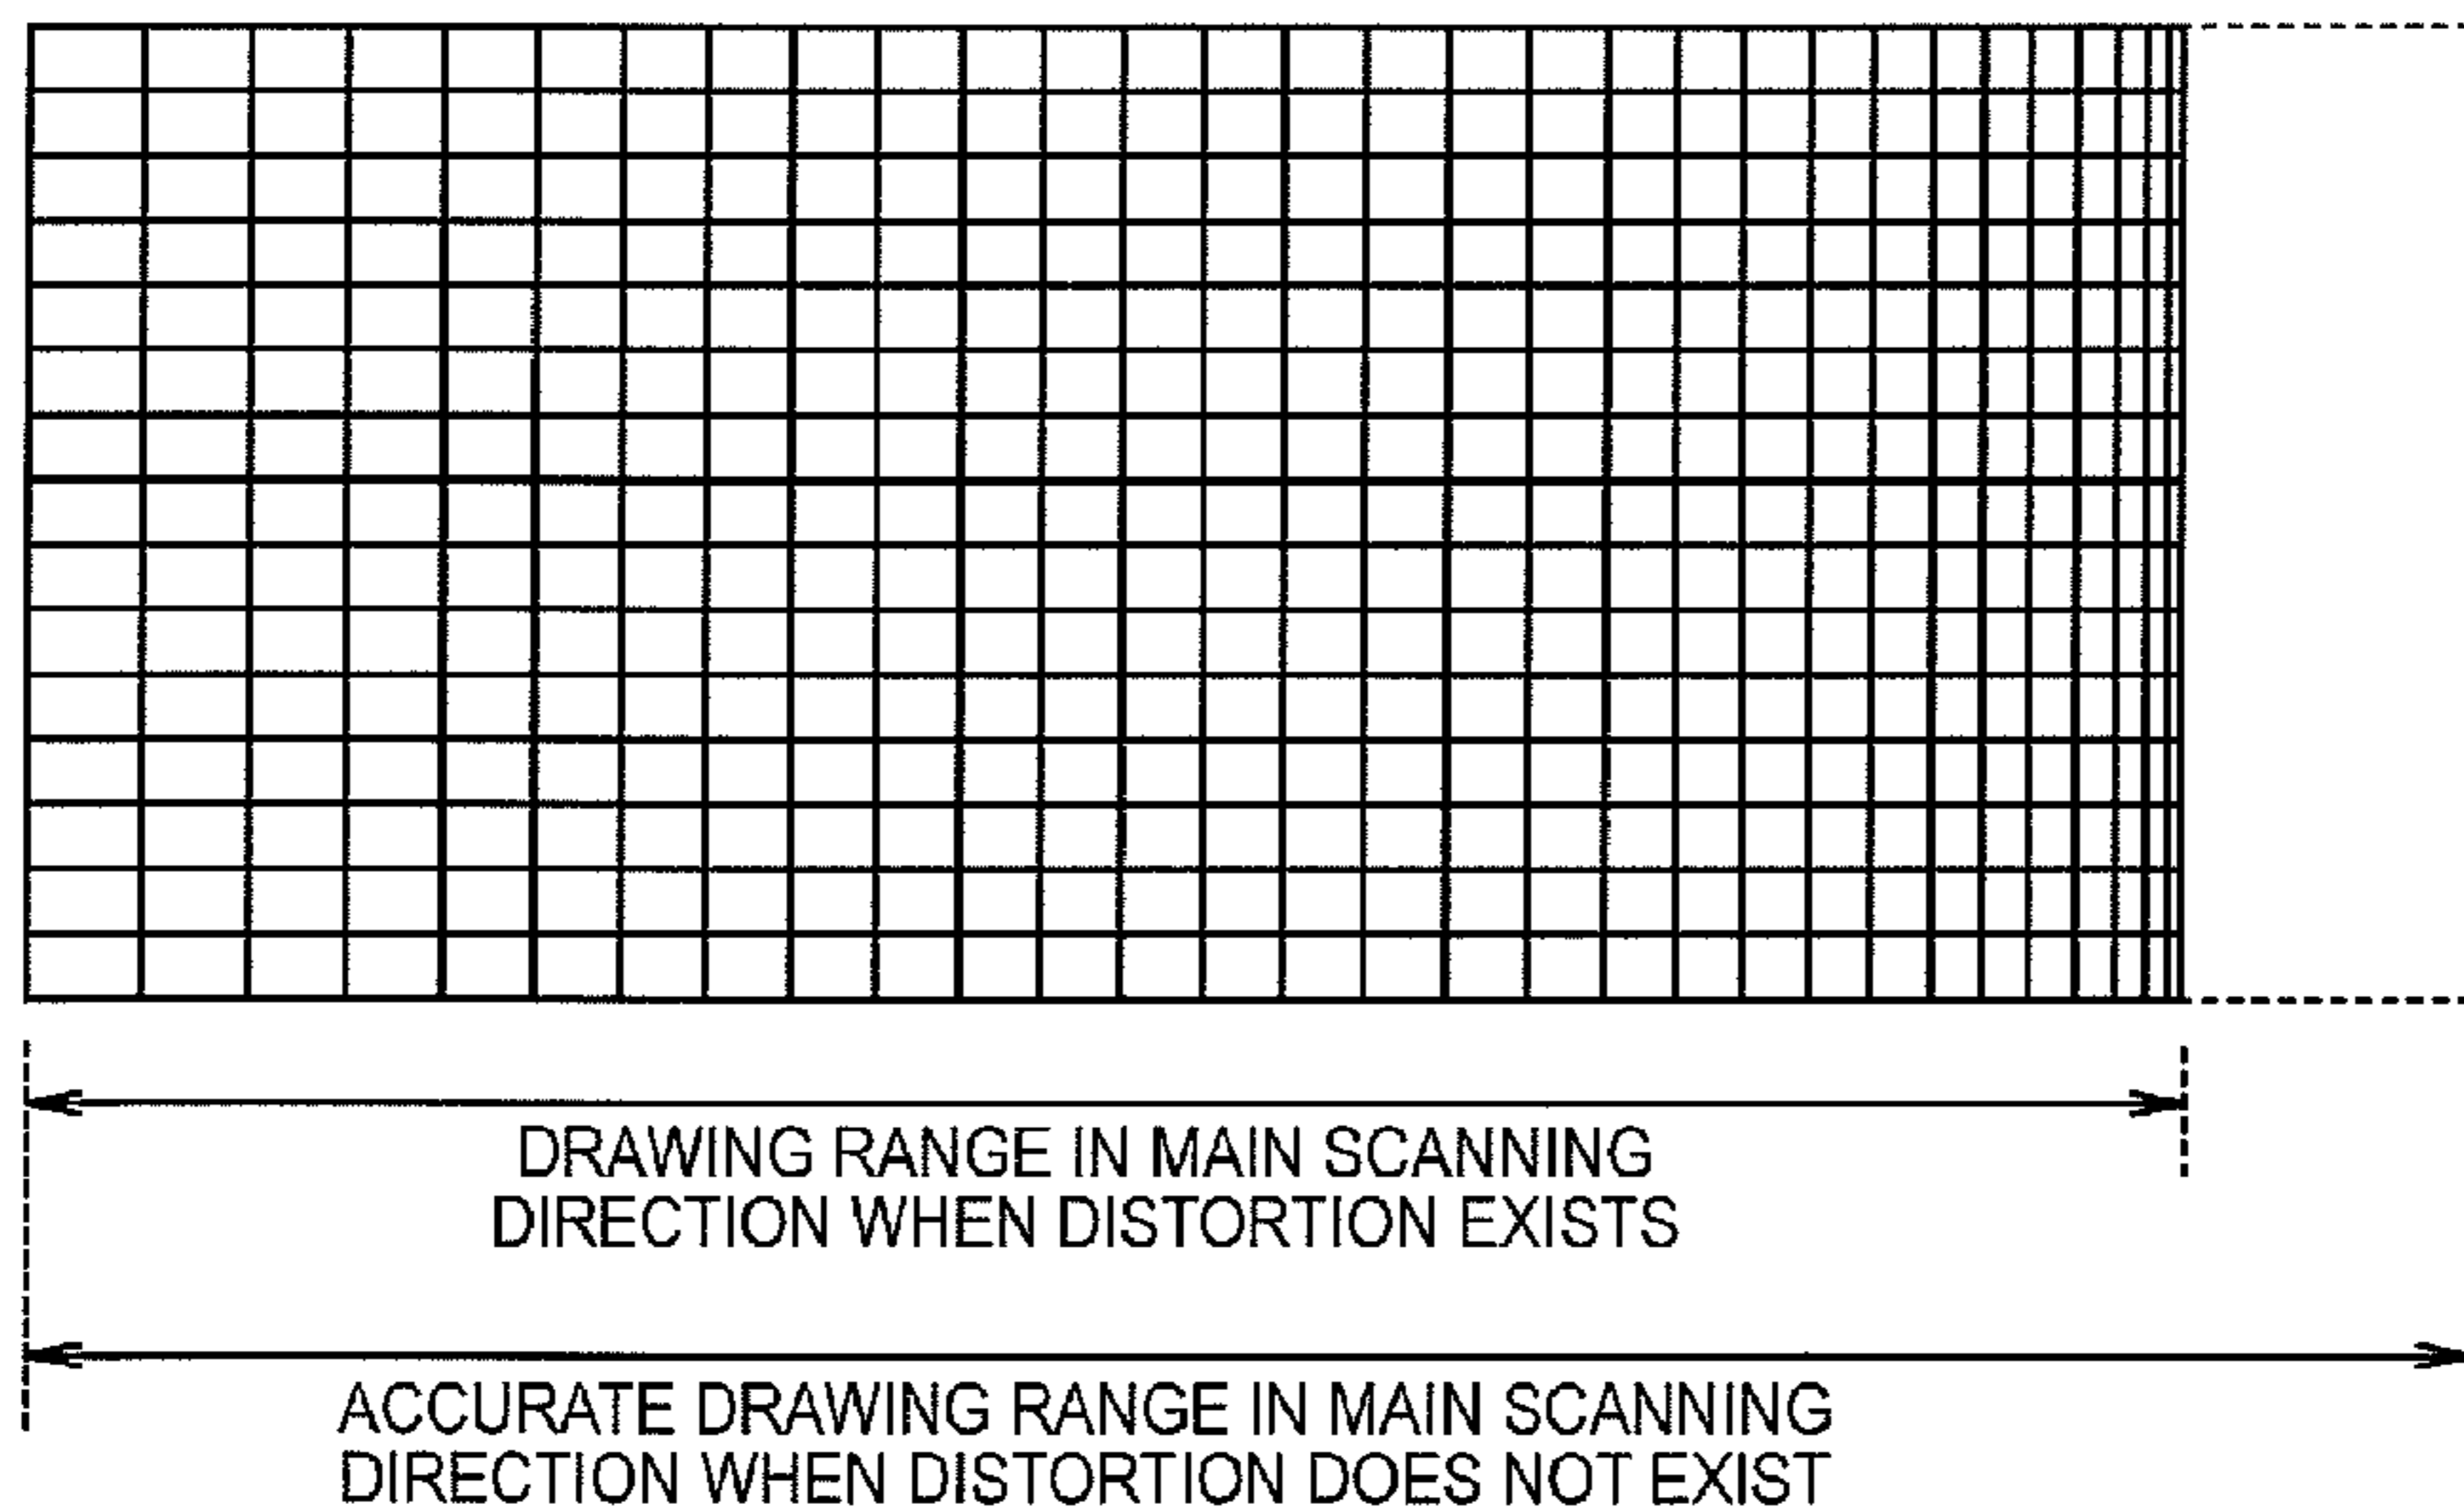 DRAWING RANGE IN MAIN SCANNING
DIRECTION WHEN DISTORTION EXISTS
ACCURATE DRAWING RANGE IN MAIN SCANNING
DIRECTION WHEN DISTORTION DOES NOT EXIST